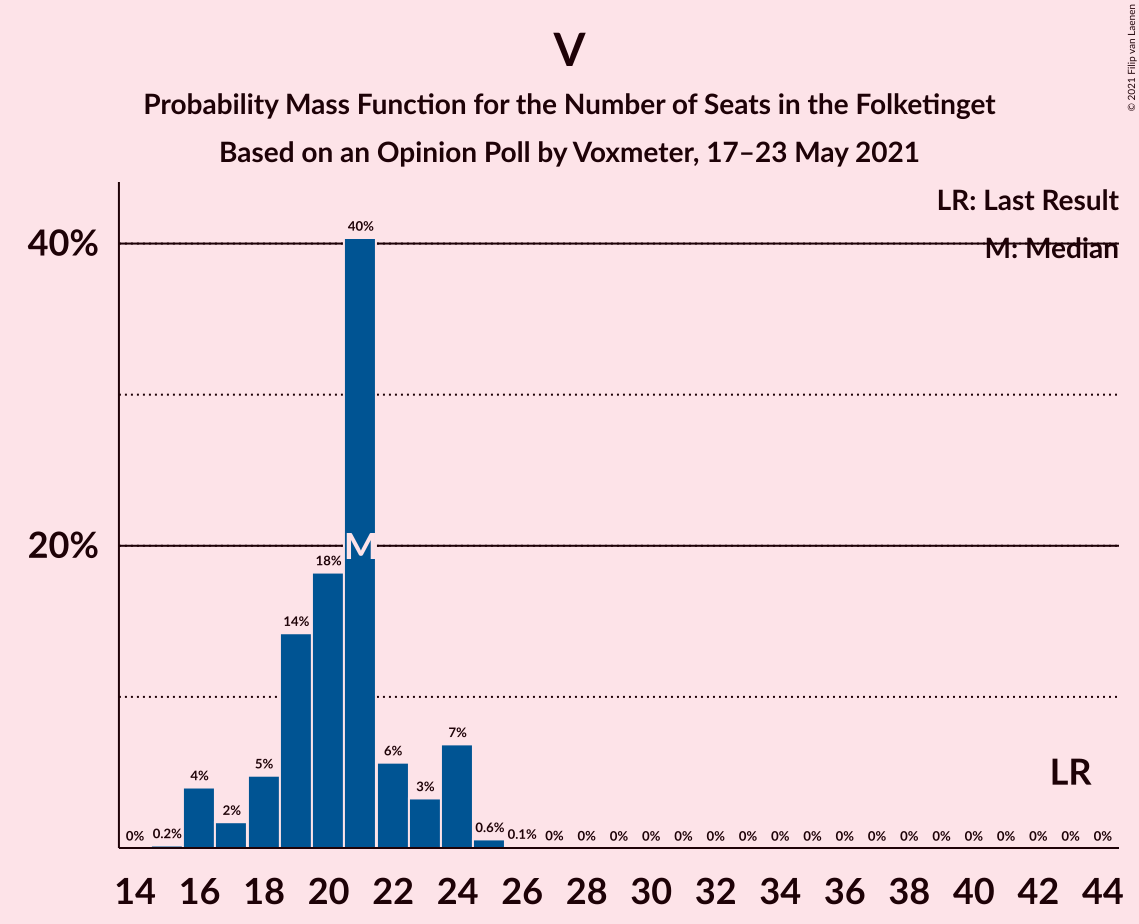 V
Probability Mass Function for the Number of Seats in the Folketinget
Based on an Opinion Poll by Voxmeter, 17–23 May 2021
© 2021 Filip van Laenen
LR: Last Result
M: Median
40%
20%
0% 0.2% 4% 2% 5% 14% 18% 40% 6% 3% 7% 0.6% 0.1% 0% 0% 0% 0% 0% 0% 0% 0% 0% 0% 0% 0% 0% 0% 0% 0% 0% 0%
M
LR
14 16 18 20 22 24 26 28 30 32 34 36 38 40 42 44